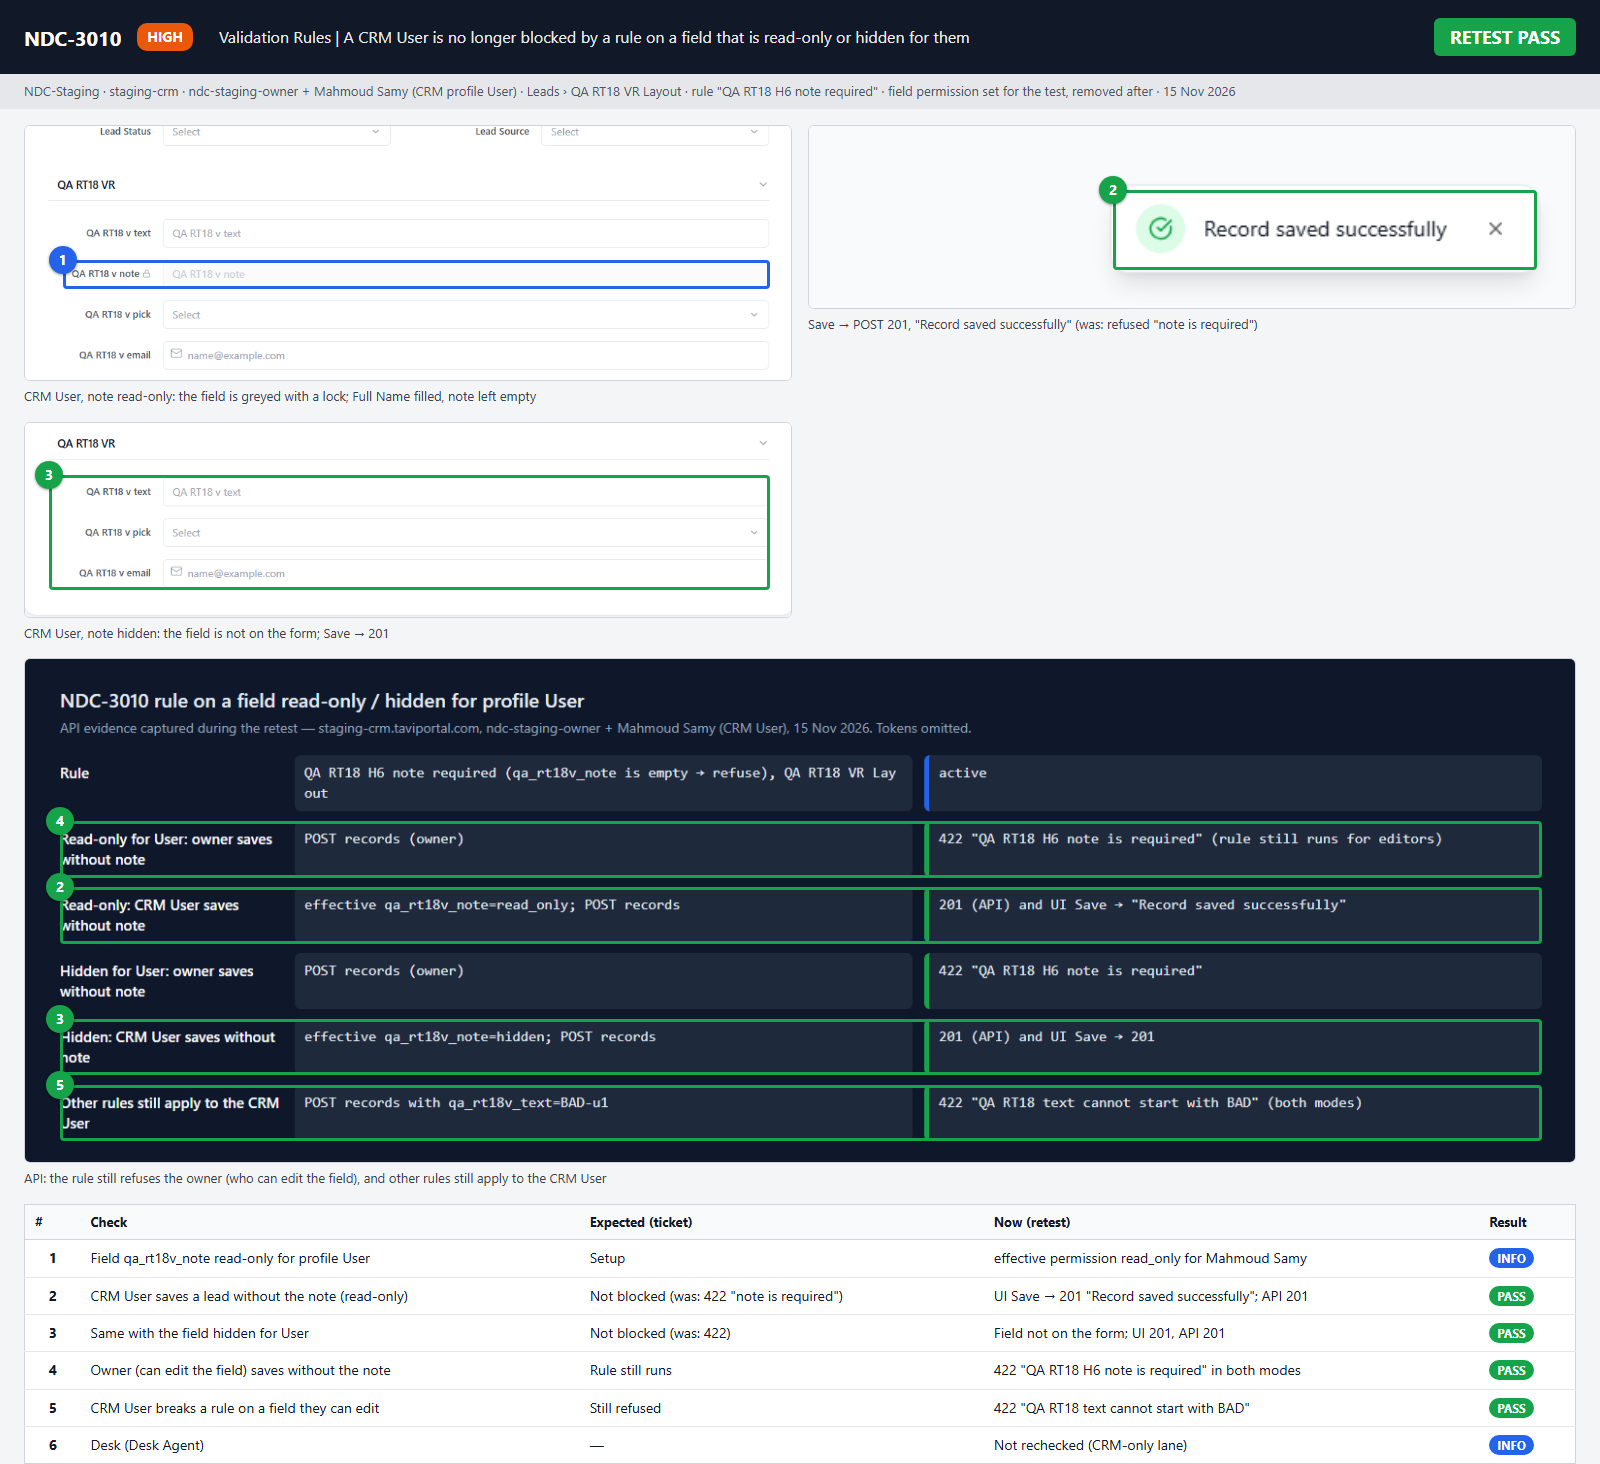 NDC-3010 HIGH Validation Rules | A CRM User is no longer blocked by a rule on a field that is read-only or hidden for them RETEST PASS
NDC-Staging · staging-crm · ndc-staging-owner + Mahmoud Samy (CRM profile User) · Leads › QA RT18 VR Layout · rule "QA RT18 H6 note required" · field permission set for the test, removed after · 15 Nov 2026
Lead Status Select Lead Source Select
QA RT18 VR
QA RT18 v text QA RT18 v text
1
QA RT18 v note QA RT18 v note
QA RT18 v pick Select
QA RT18 v email name@example.com
CRM User, note read-only: the field is greyed with a lock; Full Name filled, note left empty
2
Record saved successfully
Save → POST 201, "Record saved successfully" (was: refused "note is required")
QA RT18 VR
3
QA RT18 v text QA RT18 v text
QA RT18 v pick Select
QA RT18 v email name@example.com
CRM User, note hidden: the field is not on the form; Save → 201
NDC-3010 rule on a field read-only / hidden for profile User
API evidence captured during the retest — staging-crm.taviportal.com, ndc-staging-owner + Mahmoud Samy (CRM User), 15 Nov 2026. Tokens omitted.
Rule QA RT18 H6 note required (qa_rt18v_note is empty → refuse), QA RT18 VR Lay active
out
4
Read-only for User: owner saves POST records (owner) 422 "QA RT18 H6 note is required" (rule still runs for editors)
without note
2
Read-only: CRM User saves effective qa_rt18v_note=read_only; POST records 201 (API) and UI Save → "Record saved successfully"
without note
Hidden for User: owner saves POST records (owner) 422 "QA RT18 H6 note is required"
without note
3
Hidden: CRM User saves without effective qa_rt18v_note=hidden; POST records 201 (API) and UI Save → 201
note
5
Other rules still apply to the CRM POST records with qa_rt18v_text=BAD-u1 422 "QA RT18 text cannot start with BAD" (both modes)
User
API: the rule still refuses the owner (who can edit the field), and other rules still apply to the CRM User
# Check Expected (ticket) Now (retest) Result
1 Field qa_rt18v_note read-only for profile User Setup effective permission read_only for Mahmoud Samy INFO
2 CRM User saves a lead without the note (read-only) Not blocked (was: 422 "note is required") UI Save → 201 "Record saved successfully"; API 201 PASS
3 Same with the field hidden for User Not blocked (was: 422) Field not on the form; UI 201, API 201 PASS
4 Owner (can edit the field) saves without the note Rule still runs 422 "QA RT18 H6 note is required" in both modes PASS
5 CRM User breaks a rule on a field they can edit Still refused 422 "QA RT18 text cannot start with BAD" PASS
6 Desk (Desk Agent) — Not rechecked (CRM-only lane) INFO